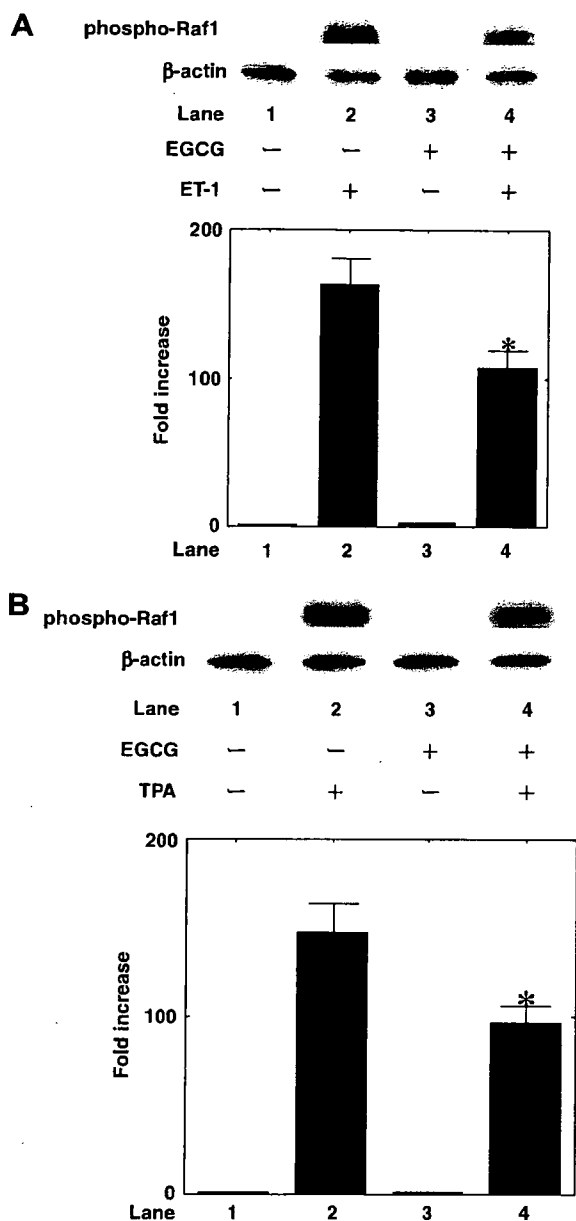 A
phospho-Raf1
β-actin
Lane 1 2 3 4
EGCG − − + +
ET-1 − + − +
200
100
0
Fold increase
*
Lane 1 2 3 4
B
phospho-Raf1
β-actin
Lane 1 2 3 4
EGCG − − + +
TPA − + − +
200
100
0
Fold increase
*
Lane 1 2 3 4